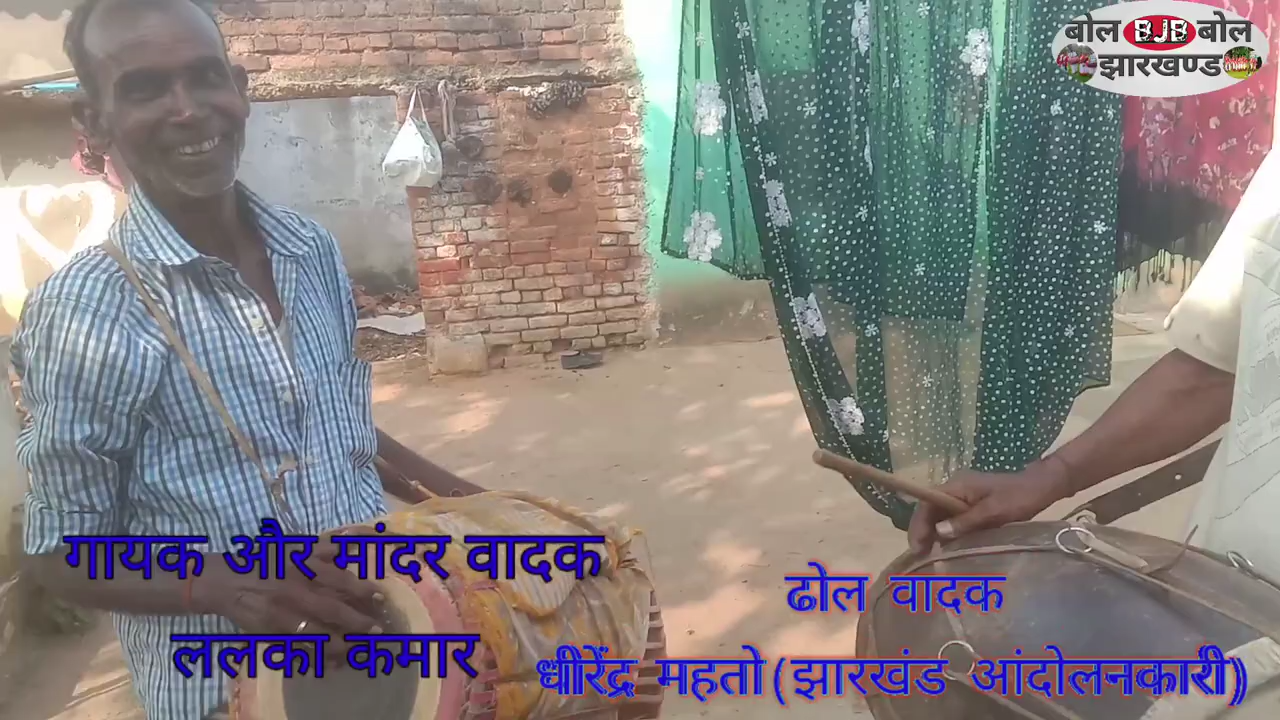 बोल BJB बोल
झारखण्ड
गायक और मांदर वादक
ललका कमार
ढोल वादक
धीरेंद्र महतो (झारखंड आंदोलनकारी)